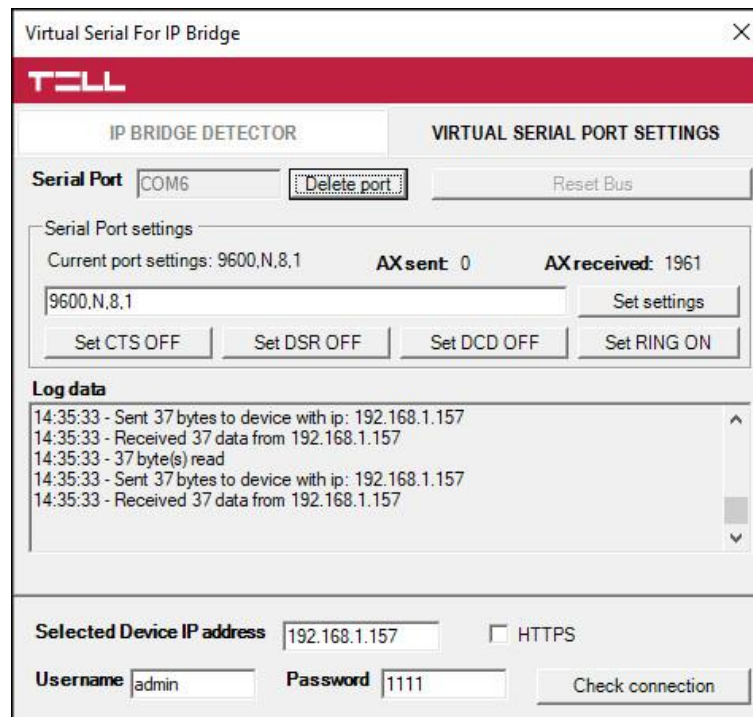 Virtual Serial For IP Bridge
TELL
IP BRIDGE DETECTOR VIRTUAL SERIAL PORT SETTINGS
Serial Port COM6 Delete port Reset Bus
Serial Port settings
Current port settings: 9600,N,8,1 AX sent: 0 AX received: 1961
9600,N,8,1 Set settings
Set CTS OFF Set DSR OFF Set DCD OFF Set RING ON
Log data
14:35:33 - Sent 37 bytes to device with ip: 192.168.1.157
14:35:33 - Received 37 data from 192.168.1.157
14:35:33 - 37 byte(s) read
14:35:33 - Sent 37 bytes to device with ip: 192.168.1.157
14:35:33 - Received 37 data from 192.168.1.157
Selected Device IP address 192.168.1.157 HTTPS
Username admin Password 1111 Check connection